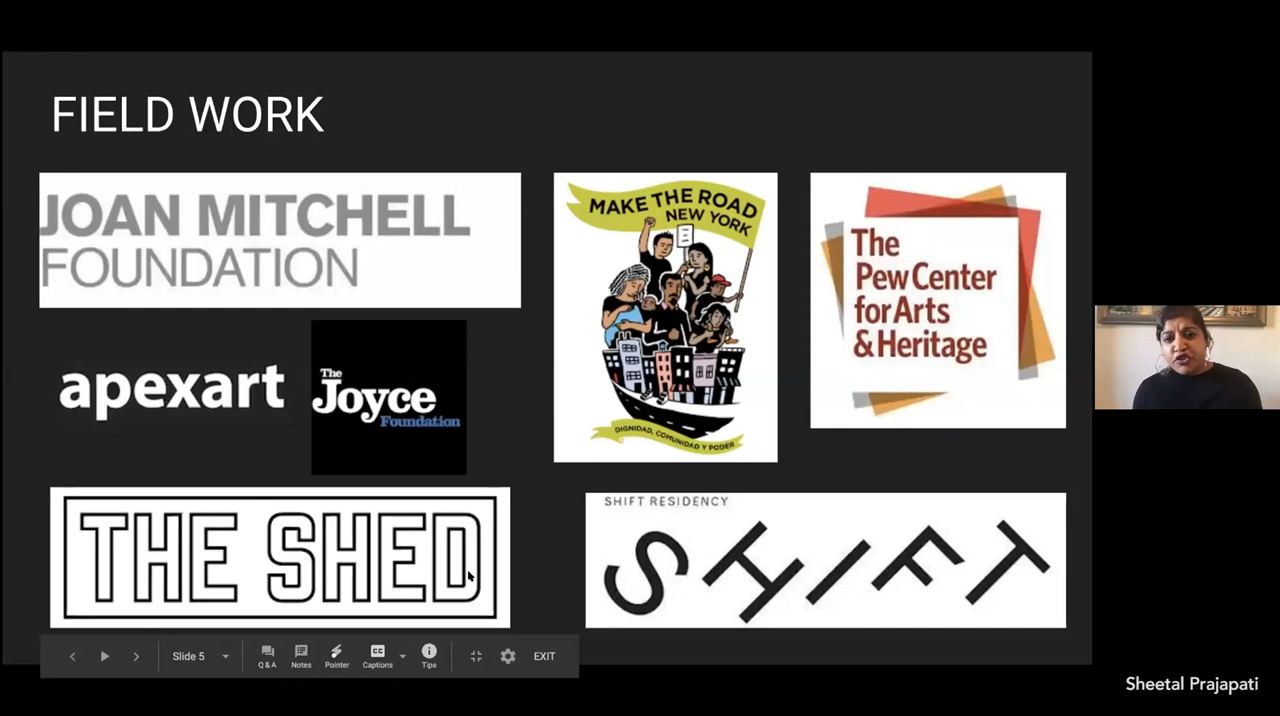 FIELD WORK
JOAN MITCHELL
FOUNDATION
MAKE THE ROAD
NEW YORK
DIGNIDAD, COMUNIDAD Y PODER
The
Pew Center
for Arts
& Heritage
apexart
The
Joyce
Foundation
THE SHED
SHIFT RESIDENCY
SHIFT
Slide 5
Q & A
Notes
Pointer
Captions
Tips
EXIT
Sheetal Prajapati